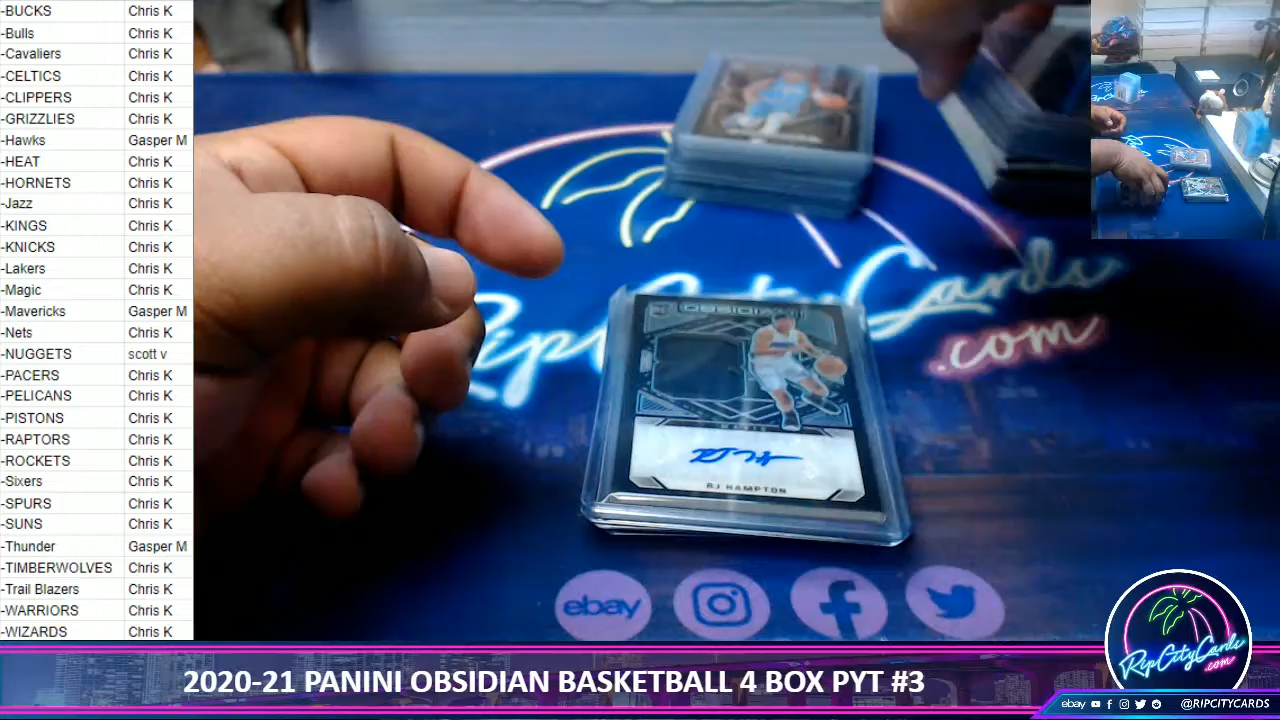 -BUCKS Chris K
-Bulls Chris K
-Cavaliers Chris K
-CELTICS Chris K
-CLIPPERS Chris K
-GRIZZLIES Chris K
-Hawks Gasper M
-HEAT Chris K
-HORNETS Chris K
-Jazz Chris K
-KINGS Chris K
-KNICKS Chris K
-Lakers Chris K
-Magic Chris K
-Mavericks Gasper M
-Nets Chris K
-NUGGETS scott v
-PACERS Chris K
-PELICANS Chris K
-PISTONS Chris K
-RAPTORS Chris K
-ROCKETS Chris K
-Sixers Chris K
-SPURS Chris K
-SUNS Chris K
-Thunder Gasper M
-TIMBERWOLVES Chris K
-Trail Blazers Chris K
-WARRIORS Chris K
-WIZARDS Chris K
RipCityCards
.com
OBSIDIAN
MAGIC
RJ HAMPTON
ebay
RipCityCards
.com
2020-21 PANINI OBSIDIAN BASKETBALL 4 BOX PYT #3
ebay @RIPCITYCARDS